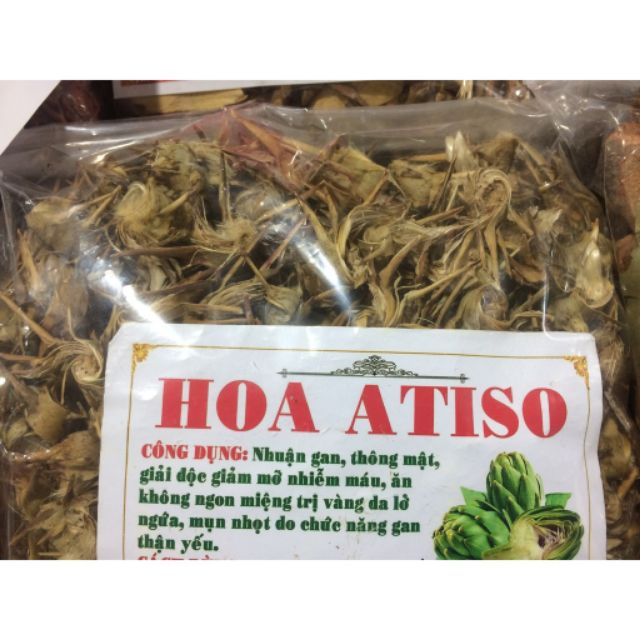 HOA ATISO
CÔNG DỤNG: Nhuận gan, thông mật,
giải độc giảm mỡ nhiễm máu, ăn
không ngon miệng trị vàng da lở
ngứa, mụn nhọt do chức năng gan
thận yếu.